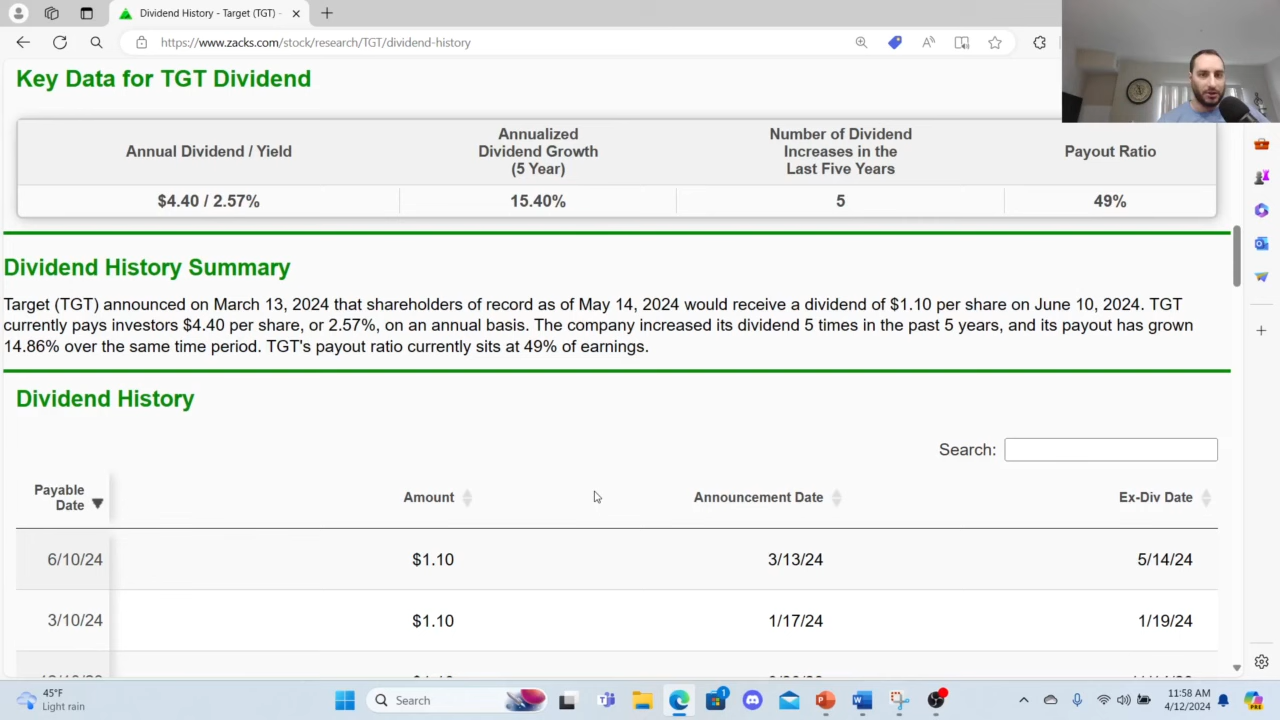 Dividend History - Target (TGT) -
https://www.zacks.com/stock/research/TGT/dividend-history
Key Data for TGT Dividend
Annual Dividend / Yield
Annualized
Dividend Growth
(5 Year)
Number of Dividend
Increases in the
Last Five Years
Payout Ratio
$4.40 / 2.57%
15.40%
5
49%
Dividend History Summary
Target (TGT) announced on March 13, 2024 that shareholders of record as of May 14, 2024 would receive a dividend of $1.10 per share on June 10, 2024. TGT
currently pays investors $4.40 per share, or 2.57%, on an annual basis. The company increased its dividend 5 times in the past 5 years, and its payout has grown
14.86% over the same time period. TGT's payout ratio currently sits at 49% of earnings.
Dividend History
Search:
Payable
Date
Amount
Announcement Date
Ex-Div Date
6/10/24
$1.10
3/13/24
5/14/24
3/10/24
$1.10
1/17/24
1/19/24
45°F
Light rain
Search
1
11:58 AM
4/12/2024
PRE